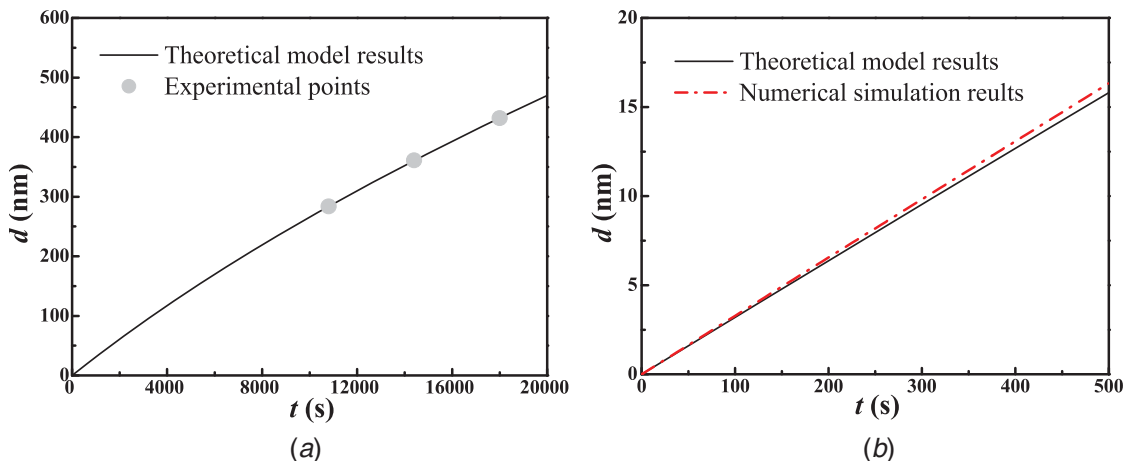 600
500
400
300
200
100
0
d (nm)
Theoretical model results
Experimental points
0 4000 8000 12000 16000 20000
t (s)
(a)
20
15
10
5
0
d (nm)
Theoretical model results
Numerical simulation reults
0 100 200 300 400 500
t (s)
(b)